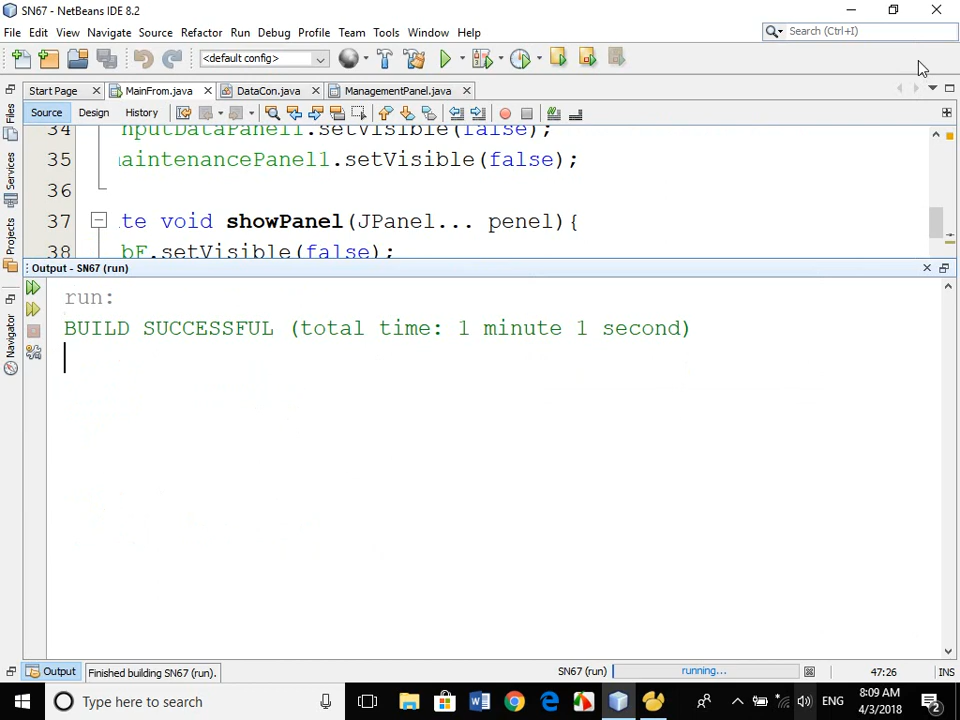 SN67 - NetBeans IDE 8.2
File Edit View Navigate Source Refactor Run Debug Profile Team Tools Window Help
Search (Ctrl+I)
<default config>
Start Page MainFrom.java DataCon.java ManagementPanel.java
Source Design History
34 nputDataPanel1.setVisible(false);
35 aintenancePanel1.setVisible(false);
36
37 te void showPanel(JPanel... penel){
38 bF.setVisible(false);
Output - SN67 (run)
run:
BUILD SUCCESSFUL (total time: 1 minute 1 second)
Files
Services
Projects
Navigator
Output
Finished building SN67 (run).
SN67 (run) running... 47:26 INS
Type here to search
ENG
8:09 AM
4/3/2018
2